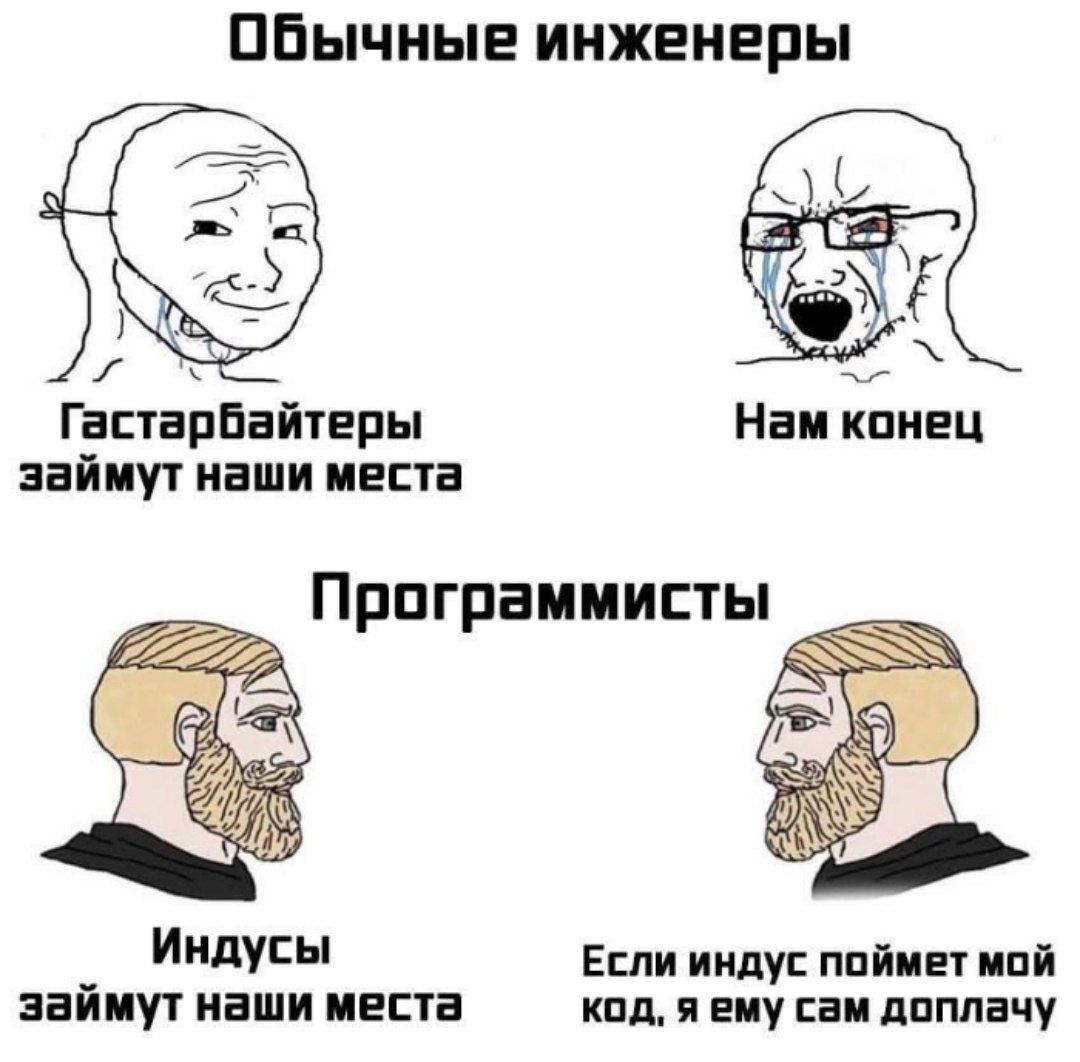 Обычные инженеры
Гастарбайтеры
займут наши места
Нам конец
Программисты
Индусы
займут наши места
Если индус поймет мой
код, я ему сам доплачу